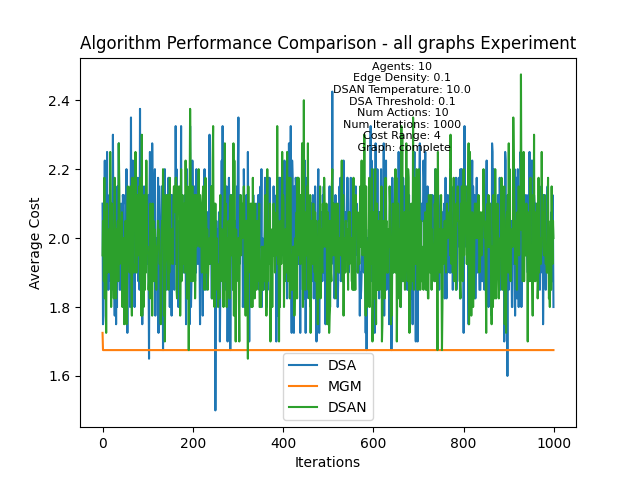 Algorithm Performance Comparison - all graphs Experiment
Agents: 10
Edge Density: 0.1
DSAN Temperature: 10.0
DSA Threshold: 0.1
Num Actions: 10
Num Iterations: 1000
Cost Range: 4
Graph: complete
Average Cost
2.4
2.2
2.0
1.8
1.6
DSA
MGM
DSAN
0 200 400 600 800 1000
Iterations